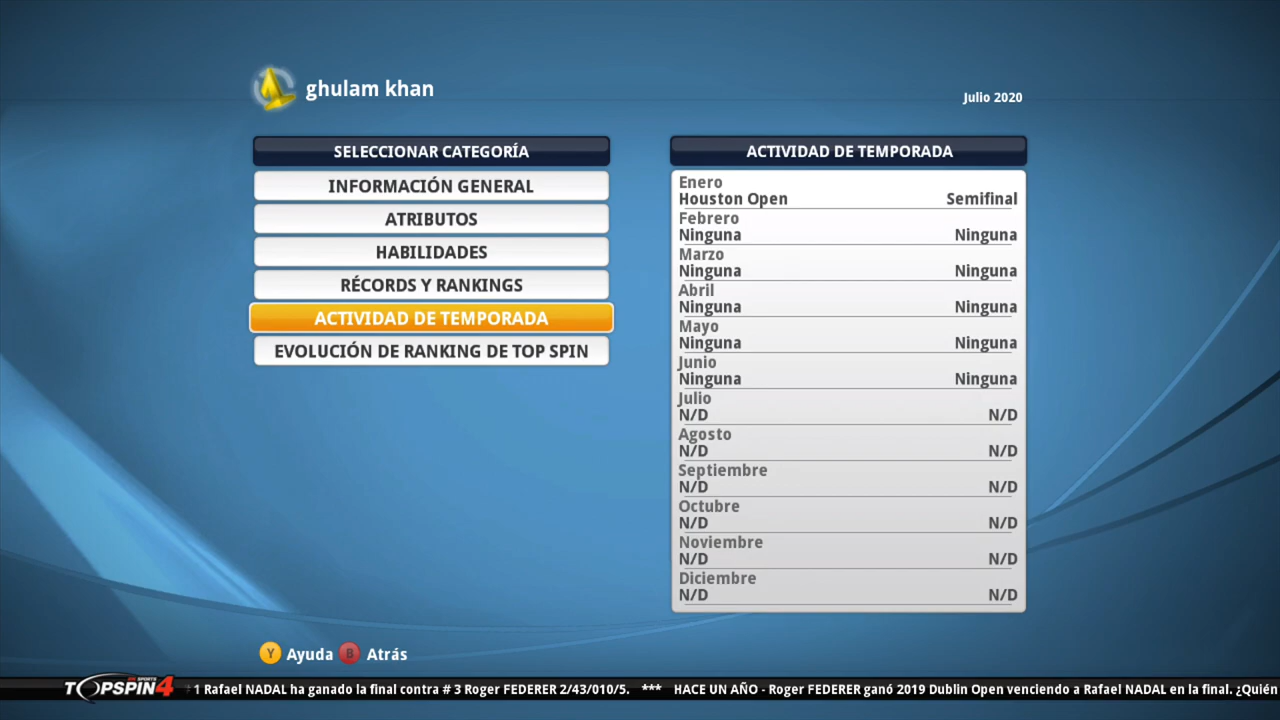 ghulam khan
Julio 2020
SELECCIONAR CATEGORÍA
INFORMACIÓN GENERAL
ATRIBUTOS
HABILIDADES
RÉCORDS Y RANKINGS
ACTIVIDAD DE TEMPORADA
EVOLUCIÓN DE RANKING DE TOP SPIN
ACTIVIDAD DE TEMPORADA
Enero
Houston Open Semifinal
Febrero
Ninguna Ninguna
Marzo
Ninguna Ninguna
Abril
Ninguna Ninguna
Mayo
Ninguna Ninguna
Junio
Ninguna Ninguna
Julio
N/D N/D
Agosto
N/D N/D
Septiembre
N/D N/D
Octubre
N/D N/D
Noviembre
N/D N/D
Diciembre
N/D N/D
Y Ayuda B Atrás
TOPSPIN 4 1 Rafael NADAL ha ganado la final contra # 3 Roger FEDERER 2/43/010/5. *** HACE UN AÑO - Roger FEDERER ganó 2019 Dublin Open venciendo a Rafael NADAL en la final. ¿Quién